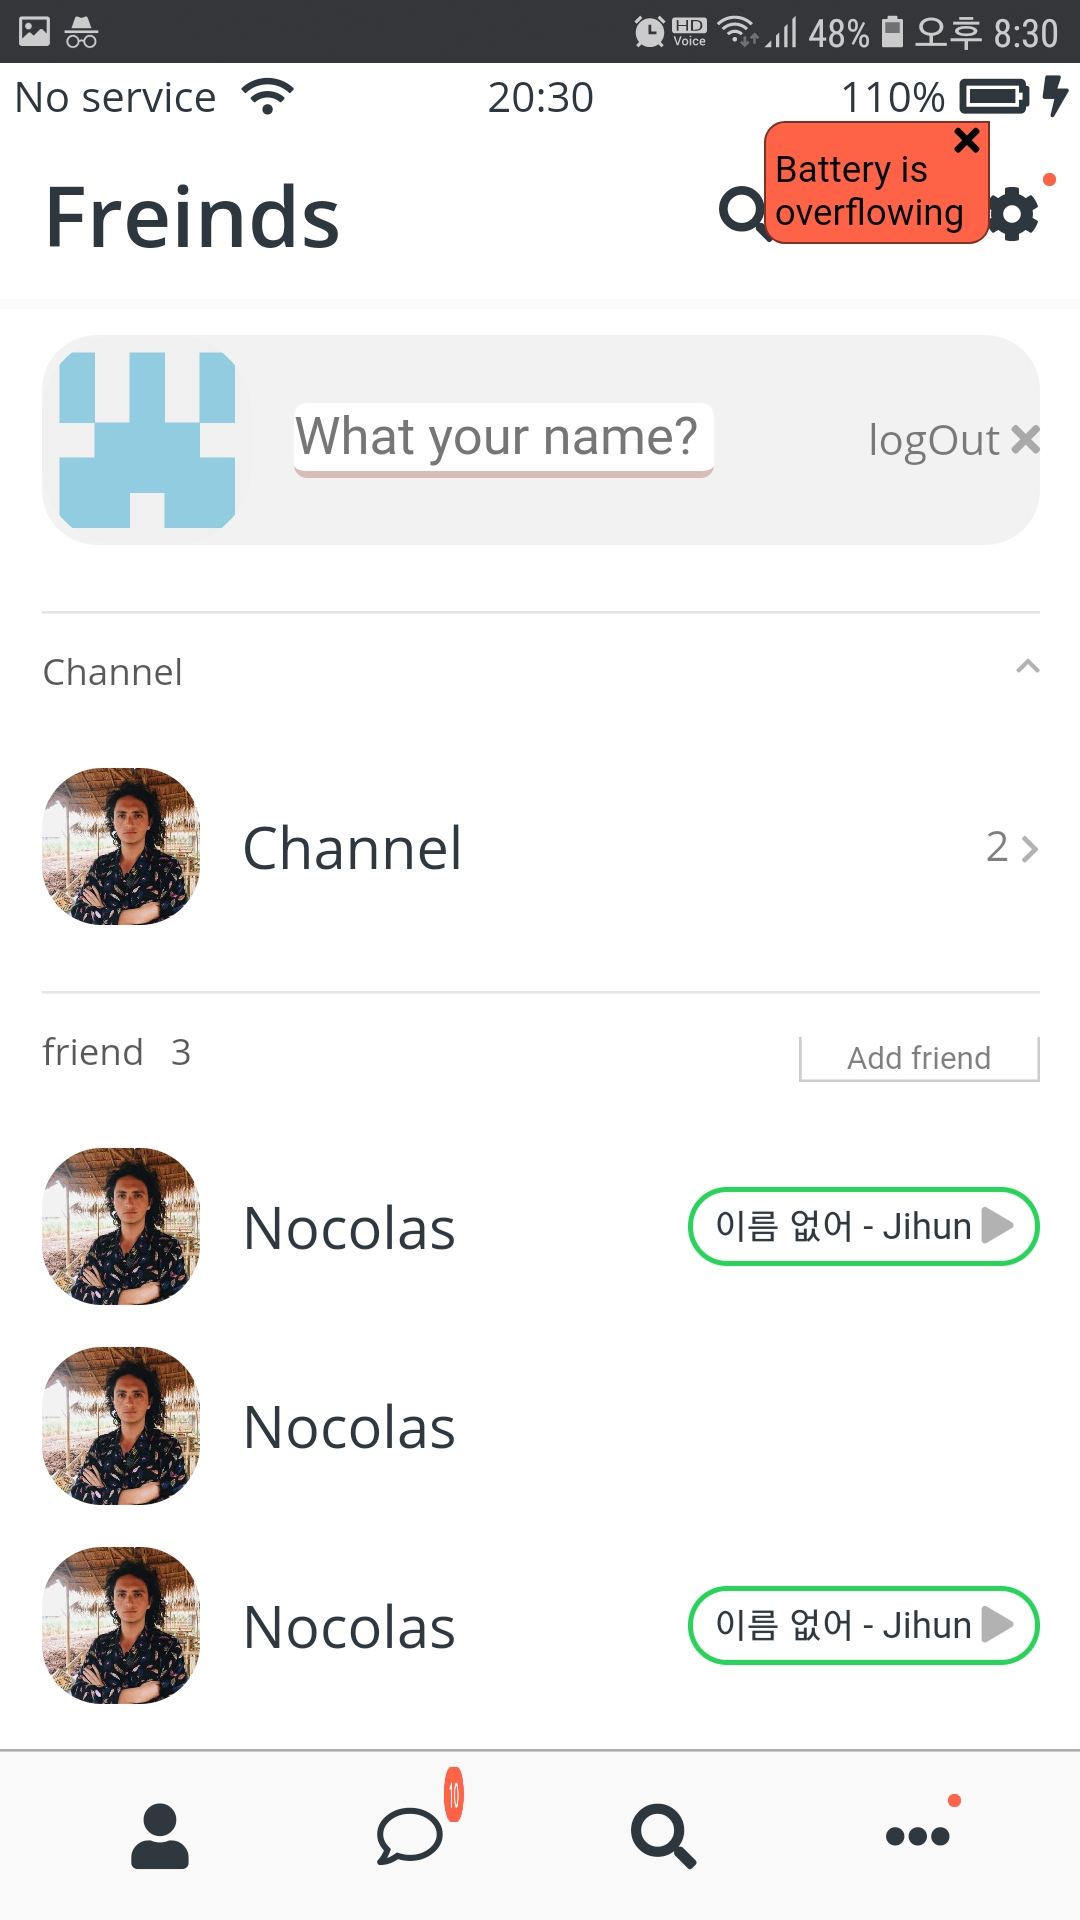 HD Voice 48% 오후 8:30
No service 20:30 110%
Battery is
overflowing
Freinds
What your name? logOut
Channel
Channel 2
friend 3 Add friend
Nocolas 이름 없어 - Jihun
Nocolas
Nocolas 이름 없어 - Jihun
10